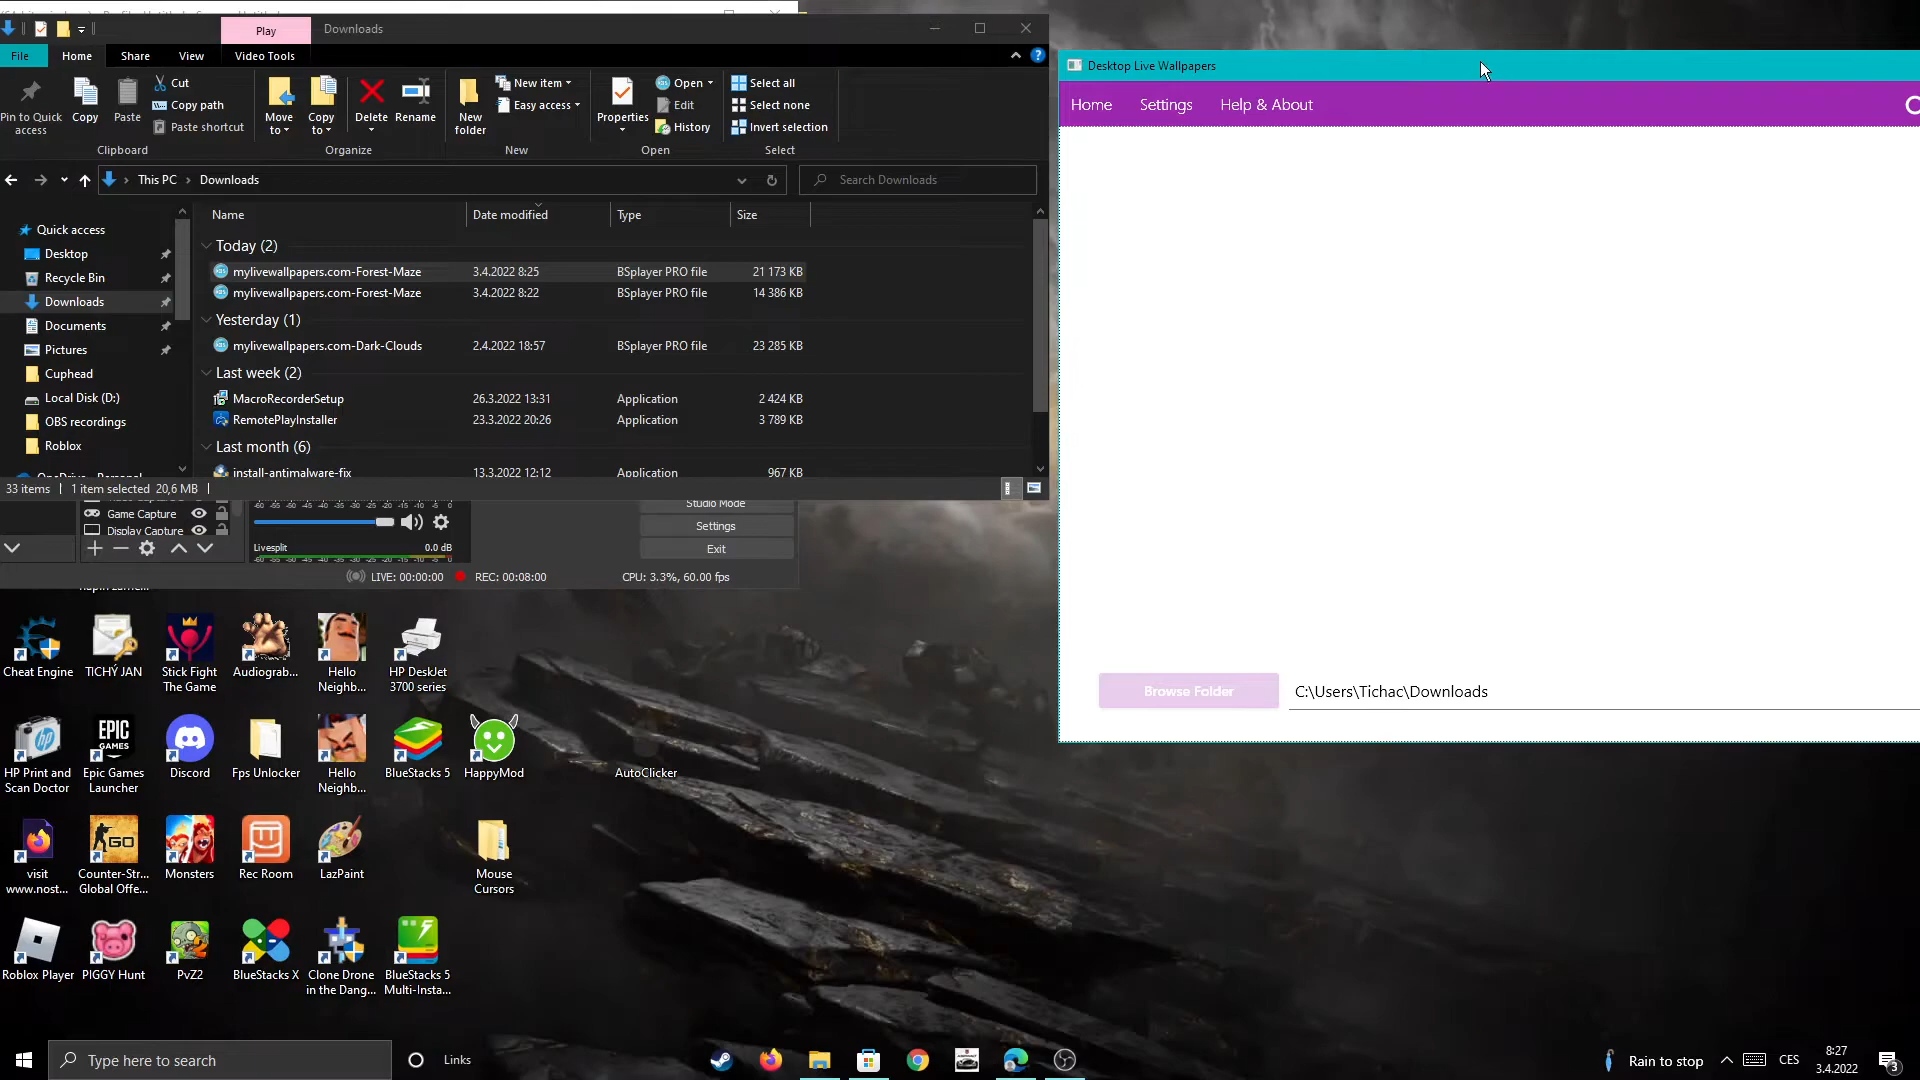 Play
Downloads
File
Home
Share
View
Video Tools
Pin to Quick access
Copy
Paste
Cut
Copy path
Paste shortcut
Clipboard
Move to
Copy to
Delete
Rename
Organize
New folder
New item
Easy access
New
Properties
Open
Edit
History
Open
Select all
Select none
Invert selection
Select
This PC
Downloads
Search Downloads
Name
Date modified
Type
Size
Quick access
Desktop
Recycle Bin
Downloads
Documents
Pictures
Cuphead
Local Disk (D:)
OBS recordings
Roblox
Today (2)
mylivewallpapers.com-Forest-Maze 3.4.2022 8:25 BSplayer PRO file 21 173 KB
mylivewallpapers.com-Forest-Maze 3.4.2022 8:22 BSplayer PRO file 14 386 KB
Yesterday (1)
mylivewallpapers.com-Dark-Clouds 2.4.2022 18:57 BSplayer PRO file 23 285 KB
Last week (2)
MacroRecorderSetup 26.3.2022 13:31 Application 2 424 KB
RemotePlayInstaller 23.3.2022 20:26 Application 3 789 KB
Last month (6)
install-antimalware-fix 13.3.2022 12:12 Application 967 KB
33 items 1 item selected 20,6 MB
Game Capture
Display Capture
Livesplit
0.0 dB
Studio Mode
Settings
Exit
LIVE: 00:00:00
REC: 00:08:00
CPU: 3.3%, 60.00 fps
Desktop Live Wallpapers
Home
Settings
Help & About
Browse Folder
C:\Users\Tichac\Downloads
Cheat Engine
TICHÝ JAN
Stick Fight The Game
Audiograb...
Hello Neighb...
HP DeskJet 3700 series
HP Print and Scan Doctor
EPIC GAMES
Epic Games Launcher
Discord
Fps Unlocker
Hello Neighb...
BlueStacks 5
HappyMod
AutoClicker
visit www.nost...
GO
Counter-Str... Global Offe...
Monsters
Rec Room
LazPaint
Mouse Cursors
Roblox Player
PIGGY Hunt
PvZ2
BlueStacks X
Clone Drone in the Dang...
BlueStacks 5 Multi-Insta...
Type here to search
Links
Rain to stop
CES
8:27
3.4.2022
3